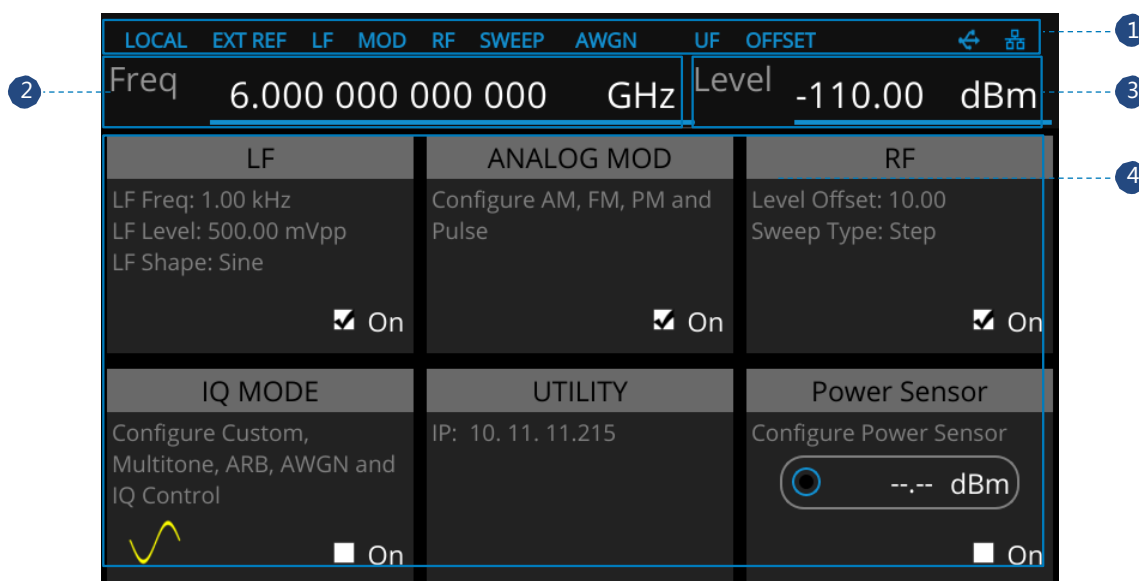 LOCAL EXT REF LF MOD RF SWEEP AWGN UF OFFSET
1
2
Freq 6.000 000 000 000 GHz
Level -110.00 dBm
3
LF
LF Freq: 1.00 kHz
LF Level: 500.00 mVpp
LF Shape: Sine
On
ANALOG MOD
Configure AM, FM, PM and
Pulse
On
RF
Level Offset: 10.00
Sweep Type: Step
On
4
IQ MODE
Configure Custom,
Multitone, ARB, AWGN and
IQ Control
On
UTILITY
IP: 10. 11. 11.215
Power Sensor
Configure Power Sensor
--.-- dBm
On